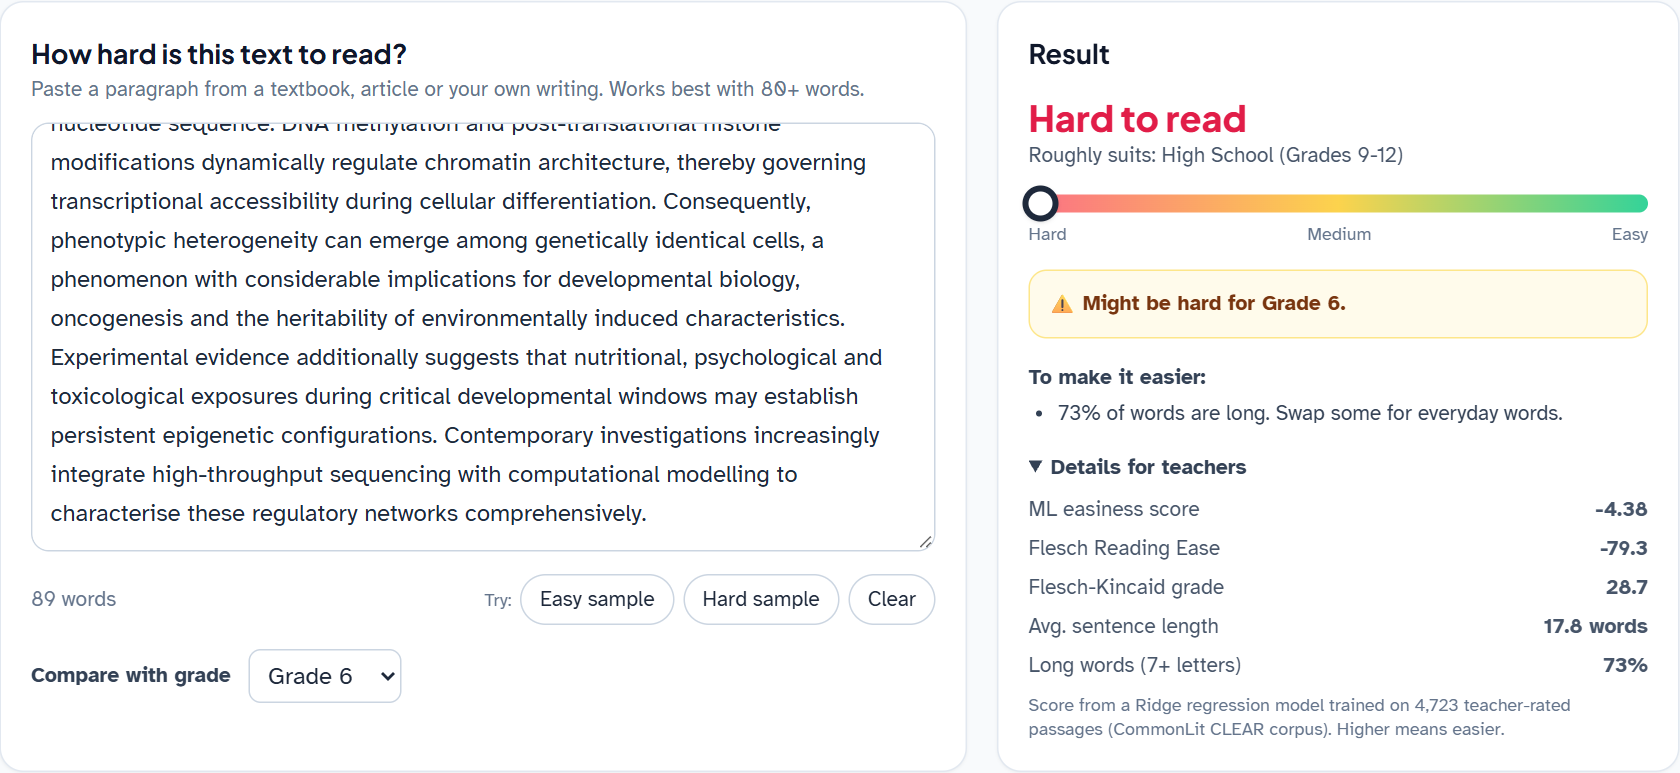 How hard is this text to read?
Paste a paragraph from a textbook, article or your own writing. Works best with 80+ words.
nucleotide sequence. DNA methylation and post-translational histone
modifications dynamically regulate chromatin architecture, thereby governing
transcriptional accessibility during cellular differentiation. Consequently,
phenotypic heterogeneity can emerge among genetically identical cells, a
phenomenon with considerable implications for developmental biology,
oncogenesis and the heritability of environmentally induced characteristics.
Experimental evidence additionally suggests that nutritional, psychological and
toxicological exposures during critical developmental windows may establish
persistent epigenetic configurations. Contemporary investigations increasingly
integrate high-throughput sequencing with computational modelling to
characterise these regulatory networks comprehensively.
89 words
Try:
Easy sample
Hard sample
Clear
Compare with grade
Grade 6
Result
Hard to read
Roughly suits: High School (Grades 9-12)
Hard
Medium
Easy
Might be hard for Grade 6.
To make it easier:
• 73% of words are long. Swap some for everyday words.
▼ Details for teachers
ML easiness score -4.38
Flesch Reading Ease -79.3
Flesch-Kincaid grade 28.7
Avg. sentence length 17.8 words
Long words (7+ letters) 73%
Score from a Ridge regression model trained on 4,723 teacher-rated
passages (CommonLit CLEAR corpus). Higher means easier.